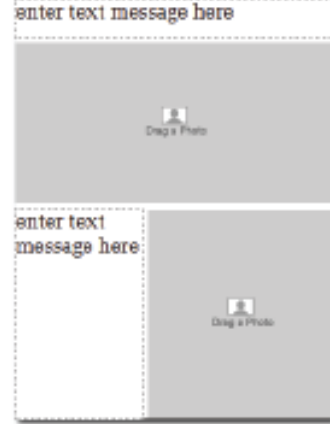 enter text message here
Drag a Photo
enter text
message here
Drag a Photo